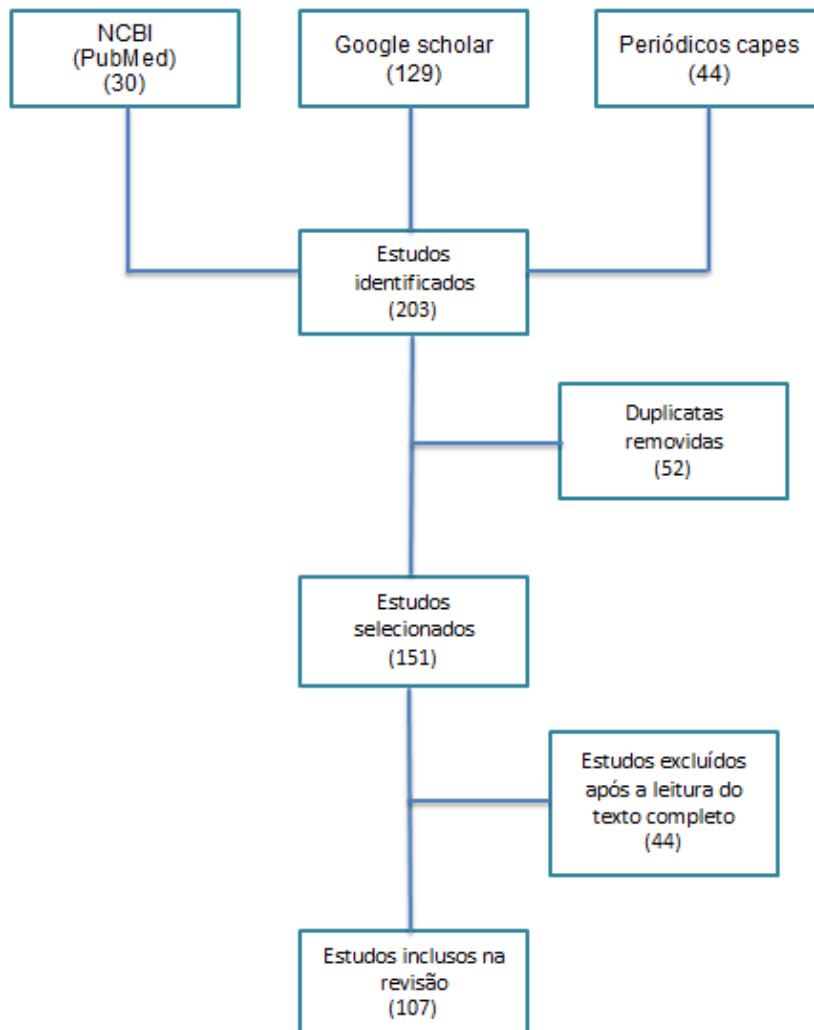 NCBI
(PubMed)
(30)
Google scholar
(129)
Periódicos capes
(44)
Estudos
identificados
(203)
Duplicatas
removidas
(52)
Estudos
selecionados
(151)
Estudos excluídos
após a leitura do
texto completo
(44)
Estudos inclusos na
revisão
(107)